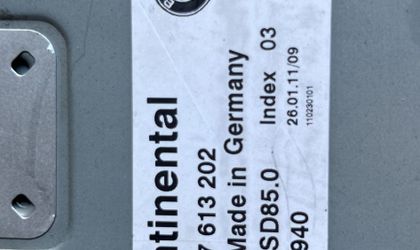 tinental
7 613 202
Made in Germany
SD85.0 Index 03
26.01.11/09
940
110230101